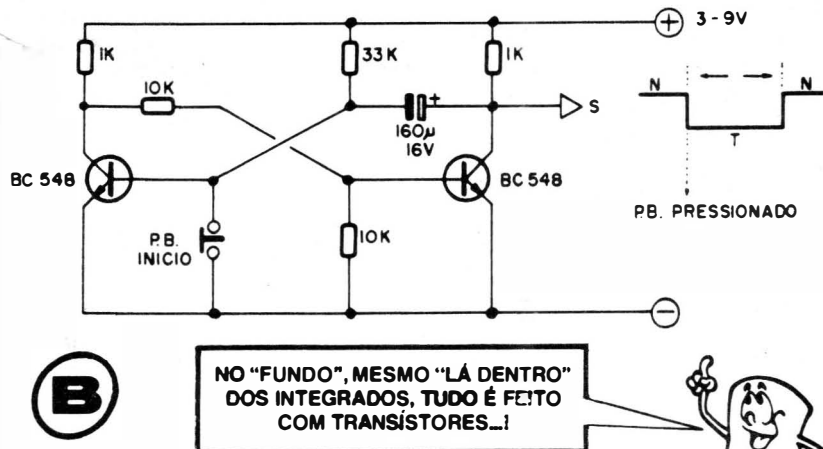 3 - 9V
1K
33K
1K
10K
160µ
16V
S
N
N
T
BC 548
BC 548
P.B.
INICIO
10K
P.B. PRESSIONADO
B
NO "FUNDO", MESMO "LÁ DENTRO"
DOS INTEGRADOS, TUDO É FEITO
COM TRANSÍSTORES...!